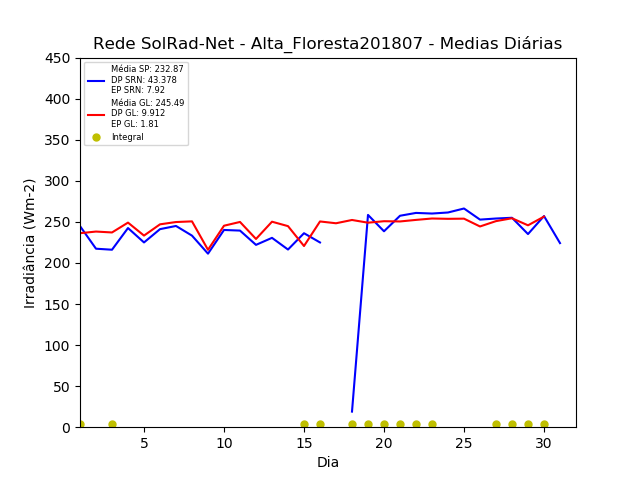 Rede SolRad-Net - Alta_Floresta201807 - Medias Diárias
450
400
350
300
250
200
150
100
50
0
Irradiância (Wm-2)
Média SP: 232.87
DP SRN: 43.378
EP SRN: 7.92
Média GL: 245.49
DP GL: 9.912
EP GL: 1.81
Integral
5
10
15
20
25
30
Dia